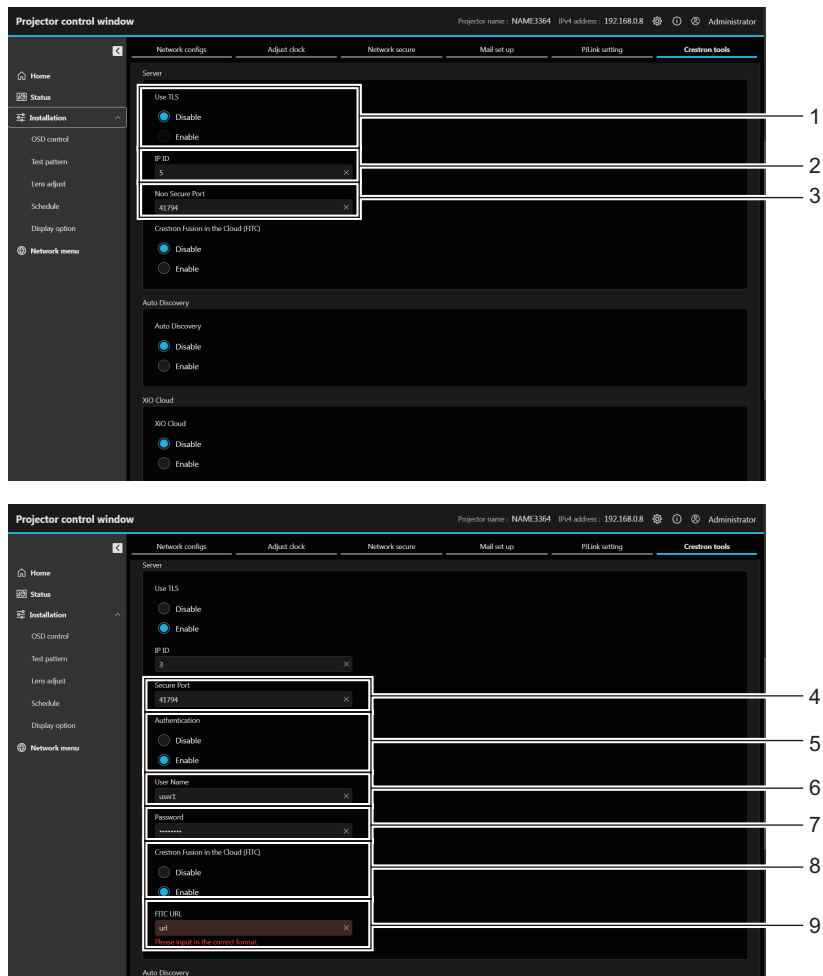 Projector control window Projector name : NAME3364 IPv4 address : 192.168.0.8 Administrator
Network configs Adjust clock Network secure Mail set up PJLink setting Crestron tools
Home
Status
Installation
OSD control
Test pattern
Lens adjust
Schedule
Display option
Network menu
Server
Use TLS
Disable
Enable
1
IP ID
5
2
Non Secure Port
41794
3
Crestron Fusion in the Cloud (FITC)
Disable
Enable
Auto Discovery
Auto Discovery
Disable
Enable
XiO Cloud
XiO Cloud
Disable
Enable
Projector control window Projector name : NAME3364 IPv4 address : 192.168.0.8 Administrator
Network configs Adjust clock Network secure Mail set up PJLink setting Crestron tools
Home
Status
Installation
OSD control
Test pattern
Lens adjust
Schedule
Display option
Network menu
Server
Use TLS
Disable
Enable
IP ID
3
Secure Port
41794
4
Authentication
Disable
Enable
5
User Name
user1
6
Password
••••••••
7
Crestron Fusion in the Cloud (FITC)
Disable
Enable
8
FITC URL
url
Please input in the correct format.
9
Auto Discovery